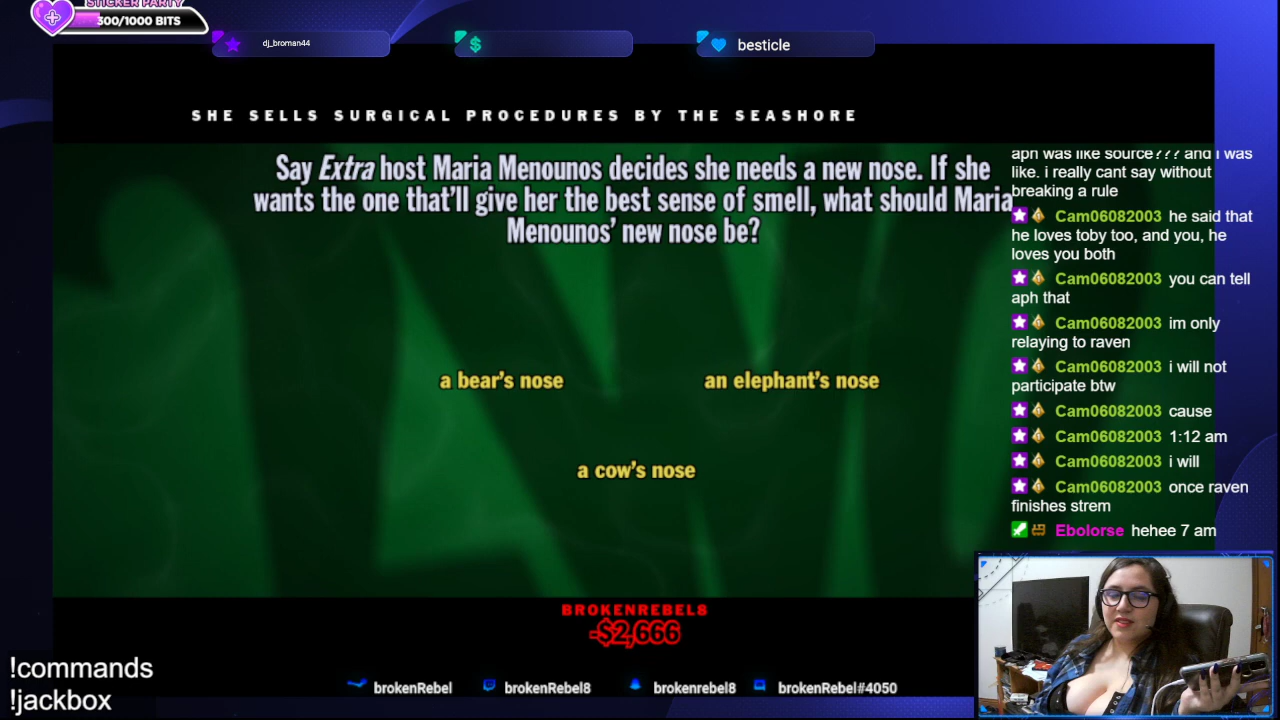 STICKER PARTY
300/1000 BITS
dj_broman44
besticle
SHE SELLS SURGICAL PROCEDURES BY THE SEASHORE
Say Extra host Maria Menounos decides she needs a new nose. If she
wants the one that'll give her the best sense of smell, what should Maria
Menounos' new nose be?
a bear's nose
an elephant's nose
a cow's nose
BROKENREBEL8
-$2,666
aph was like source??? and i was
like. i really cant say without
breaking a rule
Cam06082003 he said that
he loves toby too, and you, he
loves you both
Cam06082003 you can tell
aph that
Cam06082003 im only
relaying to raven
Cam06082003 i will not
participate btw
Cam06082003 cause
Cam06082003 1:12 am
Cam06082003 i will
Cam06082003 once raven
finishes strem
Ebolorse hehee 7 am
!commands
!jackbox
brokenRebel
brokenRebel8
brokenrebel8
brokenRebel#4050